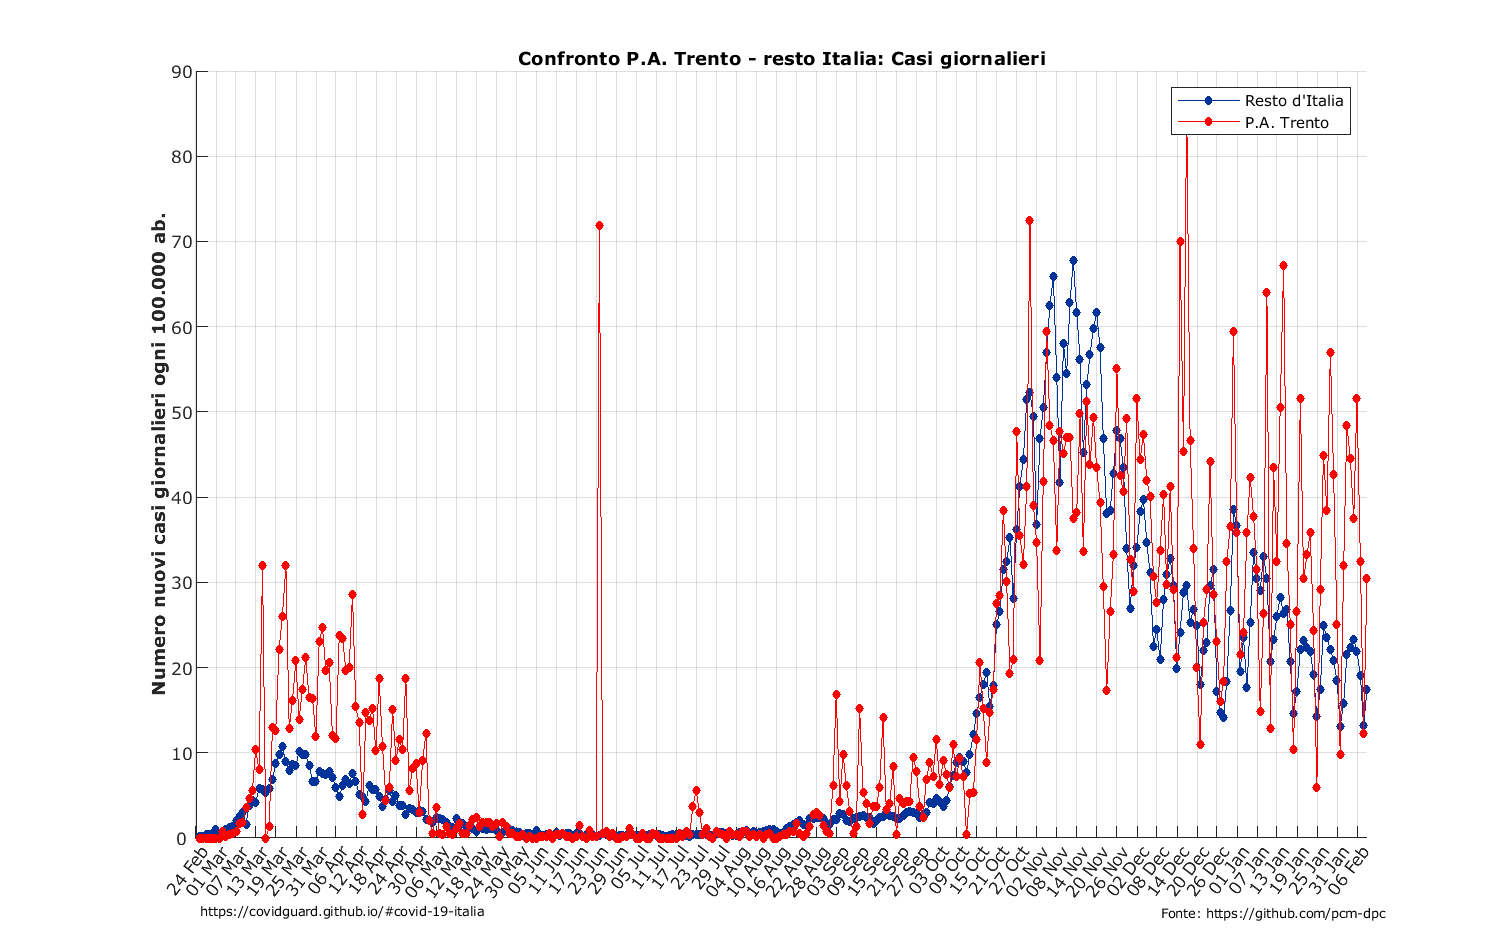 Confronto P.A. Trento - resto Italia: Casi giornalieri
Numero nuovi casi giornalieri ogni 100.000 ab.
90
80
70
60
50
40
30
20
10
0
Resto d'Italia
P.A. Trento
24 Feb
01 Mar
07 Mar
13 Mar
19 Mar
25 Mar
31 Mar
06 Apr
12 Apr
18 Apr
24 Apr
30 Apr
06 May
12 May
18 May
24 May
30 May
05 Jun
11 Jun
17 Jun
23 Jun
29 Jun
05 Jul
11 Jul
17 Jul
23 Jul
29 Jul
04 Aug
10 Aug
16 Aug
22 Aug
28 Aug
03 Sep
09 Sep
15 Sep
21 Sep
27 Sep
03 Oct
09 Oct
15 Oct
21 Oct
27 Oct
02 Nov
08 Nov
14 Nov
20 Nov
26 Nov
02 Dec
08 Dec
14 Dec
20 Dec
26 Dec
01 Jan
07 Jan
13 Jan
19 Jan
25 Jan
31 Jan
06 Feb
https://covidguard.github.io/#covid-19-italia
Fonte: https://github.com/pcm-dpc